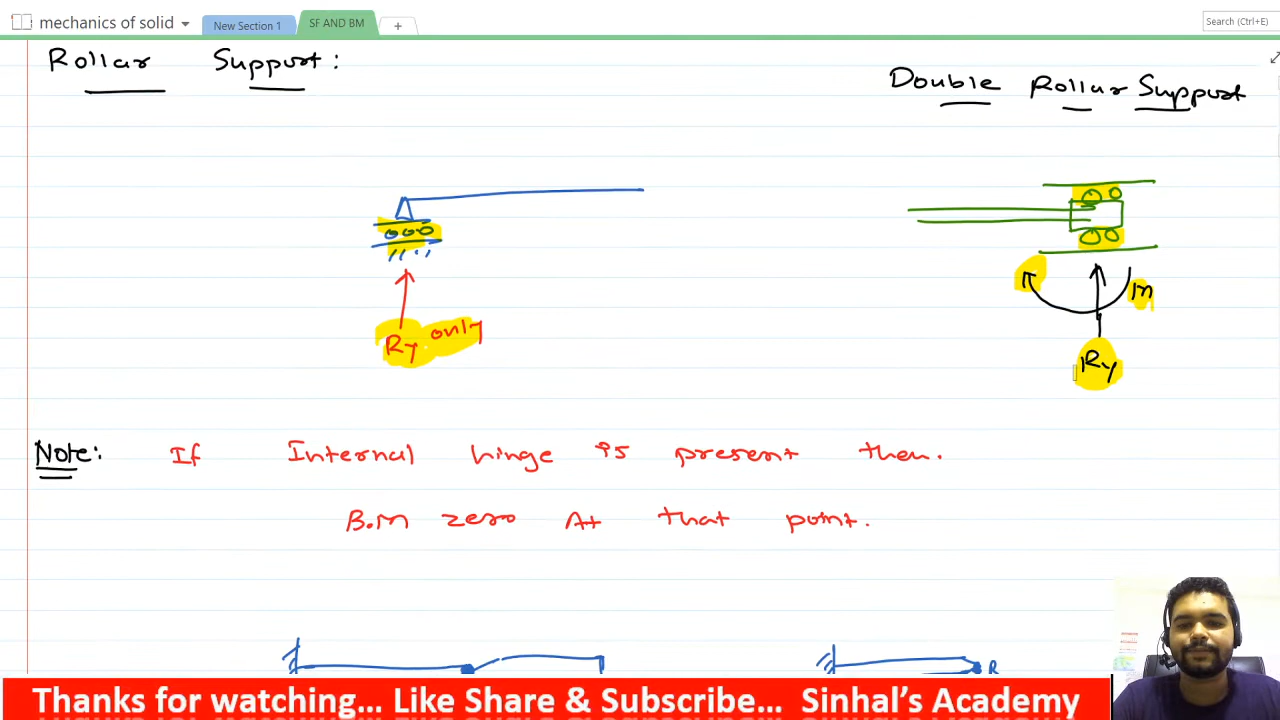 mechanics of solid
New Section 1
SF AND BM
+
Search (Ctrl+E)
Rollar Support:
Double Rollar Support
Ry only
m
Ry
Note: If Internal hinge is present then.
B.M zero At that point.
R
Thanks for watching... Like Share & Subscribe... Sinhal's Academy